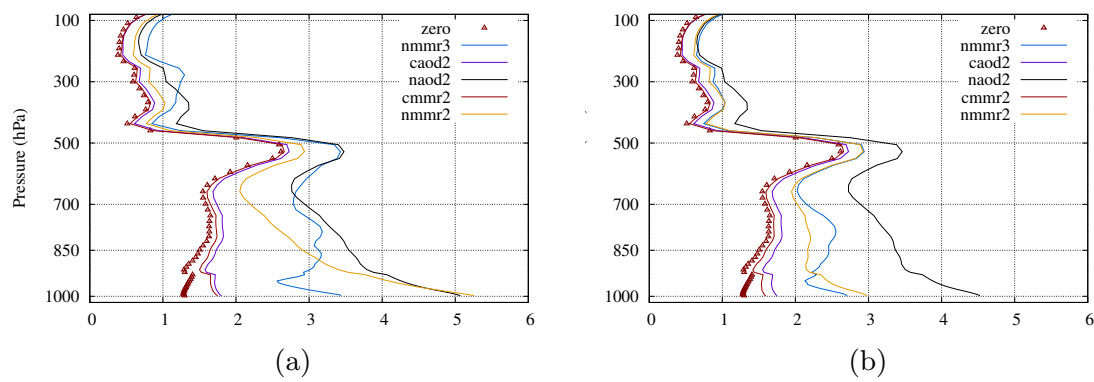 100
300
500
700
850
1000
Pressure (hPa)
0 1 2 3 4 5 6
zero
nmmr3
caod2
naod2
cmmr2
nmmr2
(a)
100
300
500
700
850
1000
0 1 2 3 4 5 6
zero
nmmr3
caod2
naod2
cmmr2
nmmr2
(b)